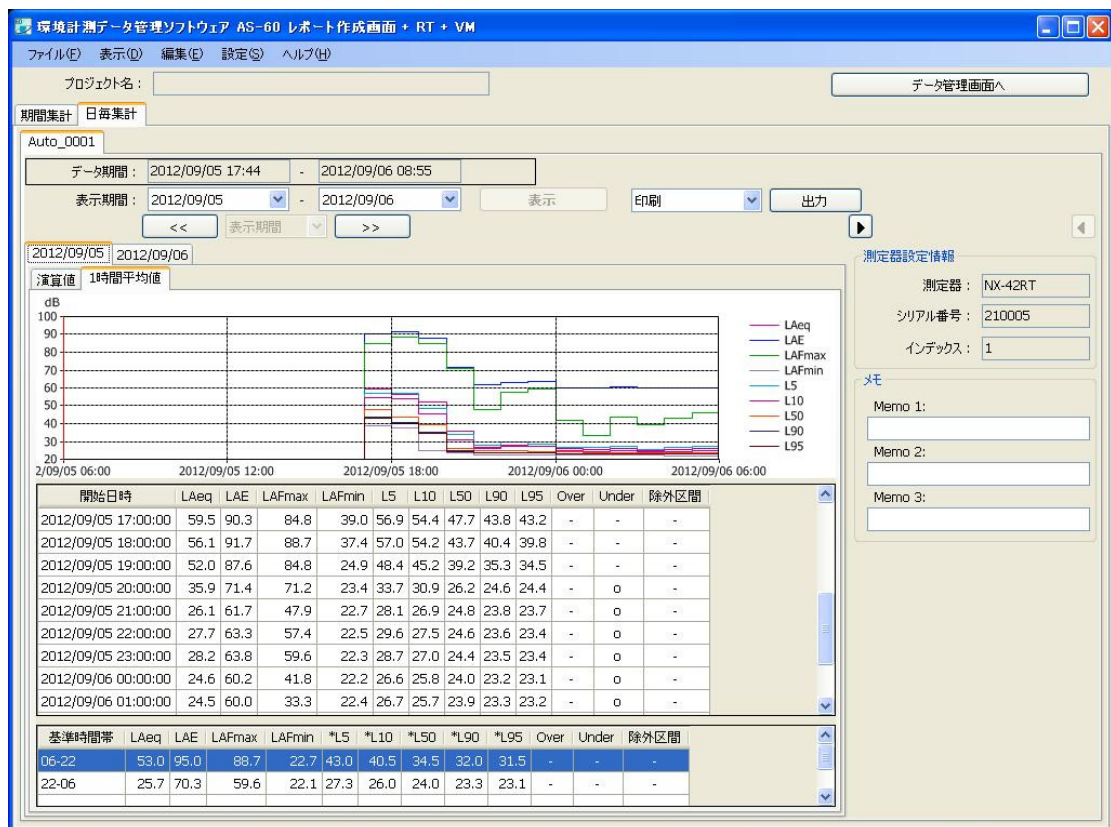 環境計測データ管理ソフトウェア AS-60 レポート作成画面 + RT + VM
ファイル(F) 表示(D) 編集(E) 設定(S) ヘルプ(H)
プロジェクト名: データ管理画面へ
期間集計 日毎集計
Auto_0001
データ期間: 2012/09/05 17:44 - 2012/09/06 08:55
表示期間: 2012/09/05 - 2012/09/06 表示 印刷 出力
<< 表示期間 >>
2012/09/05 2012/09/06
演算値 1時間平均値
dB
100
90
80
70
60
50
40
30
20
2/09/05 06:00 2012/09/05 12:00 2012/09/05 18:00 2012/09/06 00:00 2012/09/06 06:00
LAeq
LAE
LAFmax
LAFmin
L5
L10
L50
L90
L95
開始日時 LAeq LAE LAFmax LAFmin L5 L10 L50 L90 L95 Over Under 除外区間
2012/09/05 17:00:00 59.5 90.3 84.8 39.0 56.9 54.4 47.7 43.8 43.2 - - -
2012/09/05 18:00:00 56.1 91.7 88.7 37.4 57.0 54.2 43.7 40.4 39.8 - - -
2012/09/05 19:00:00 52.0 87.6 84.8 24.9 48.4 45.2 39.2 35.3 34.5 - - -
2012/09/05 20:00:00 35.9 71.4 71.2 23.4 33.7 30.9 26.2 24.6 24.4 - o -
2012/09/05 21:00:00 26.1 61.7 47.9 22.7 28.1 26.9 24.8 23.8 23.7 - o -
2012/09/05 22:00:00 27.7 63.3 57.4 22.5 29.6 27.5 24.6 23.6 23.4 - o -
2012/09/05 23:00:00 28.2 63.8 59.6 22.3 28.7 27.0 24.4 23.5 23.4 - o -
2012/09/06 00:00:00 24.6 60.2 41.8 22.2 26.6 25.8 24.0 23.2 23.1 - o -
2012/09/06 01:00:00 24.5 60.0 33.3 22.4 26.7 25.7 23.9 23.3 23.2 - o -
基準時間帯 LAeq LAE LAFmax LAFmin *L5 *L10 *L50 *L90 *L95 Over Under 除外区間
06-22 53.0 95.0 88.7 22.7 43.0 40.5 34.5 32.0 31.5 - - -
22-06 25.7 70.3 59.6 22.1 27.3 26.0 24.0 23.3 23.1 - - -
測定器設定情報
測定器: NX-42RT
シリアル番号: 210005
インデックス: 1
メモ
Memo 1:
Memo 2:
Memo 3: